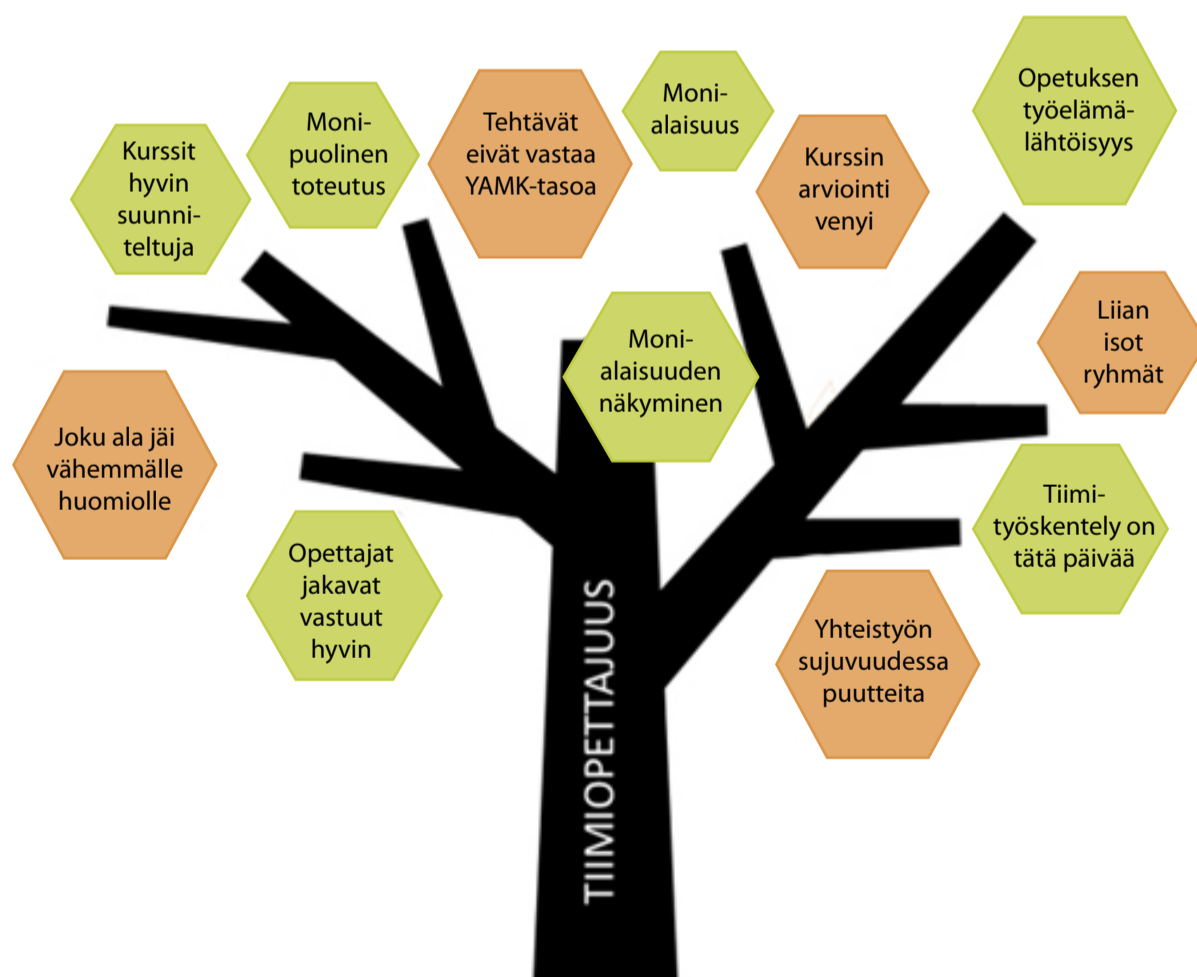 Kurssit
hyvin
suunni-
teltuja
Moni-
puolinen
toteutus
Tehtävät
eivät vastaa
YAMK-tasoa
Moni-
alaisuus
Kurssin
arviointi
venyi
Opetuksen
työelämä-
lähtöisyys
Liian
isot
ryhmät
Moni-
alaisuuden
näkyminen
Joku ala jäi
vähemmälle
huomiolle
Opettajat
jakavat
vastuut
hyvin
Tiimi-
työskentely on
tätä päivää
Yhteistyön
sujuvuudessa
puutteita
TIIMIOPETTAJUUS